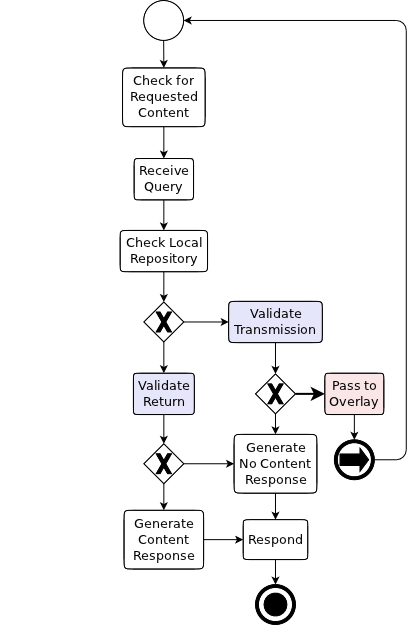 Check for
Requested
Content
Receive
Query
Check Local
Repository
X
Validate
Transmission
Validate
Return
X
Pass to
Overlay
X
Generate
No Content
Response
Generate
Content
Response
Respond